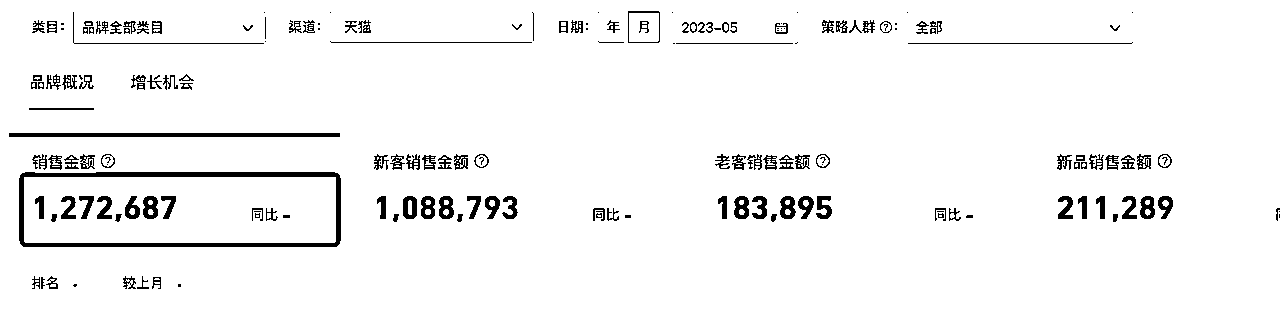 类目: 品牌全部类目 渠道: 天猫 日期: 年 月 2023-05 策略人群?: 全部
品牌概况 增长机会
销售金额? 新客销售金额? 老客销售金额? 新品销售金额?
1,272,687 同比 - 1,088,793 同比 - 183,895 同比 - 211,289
排名 - 较上月 -